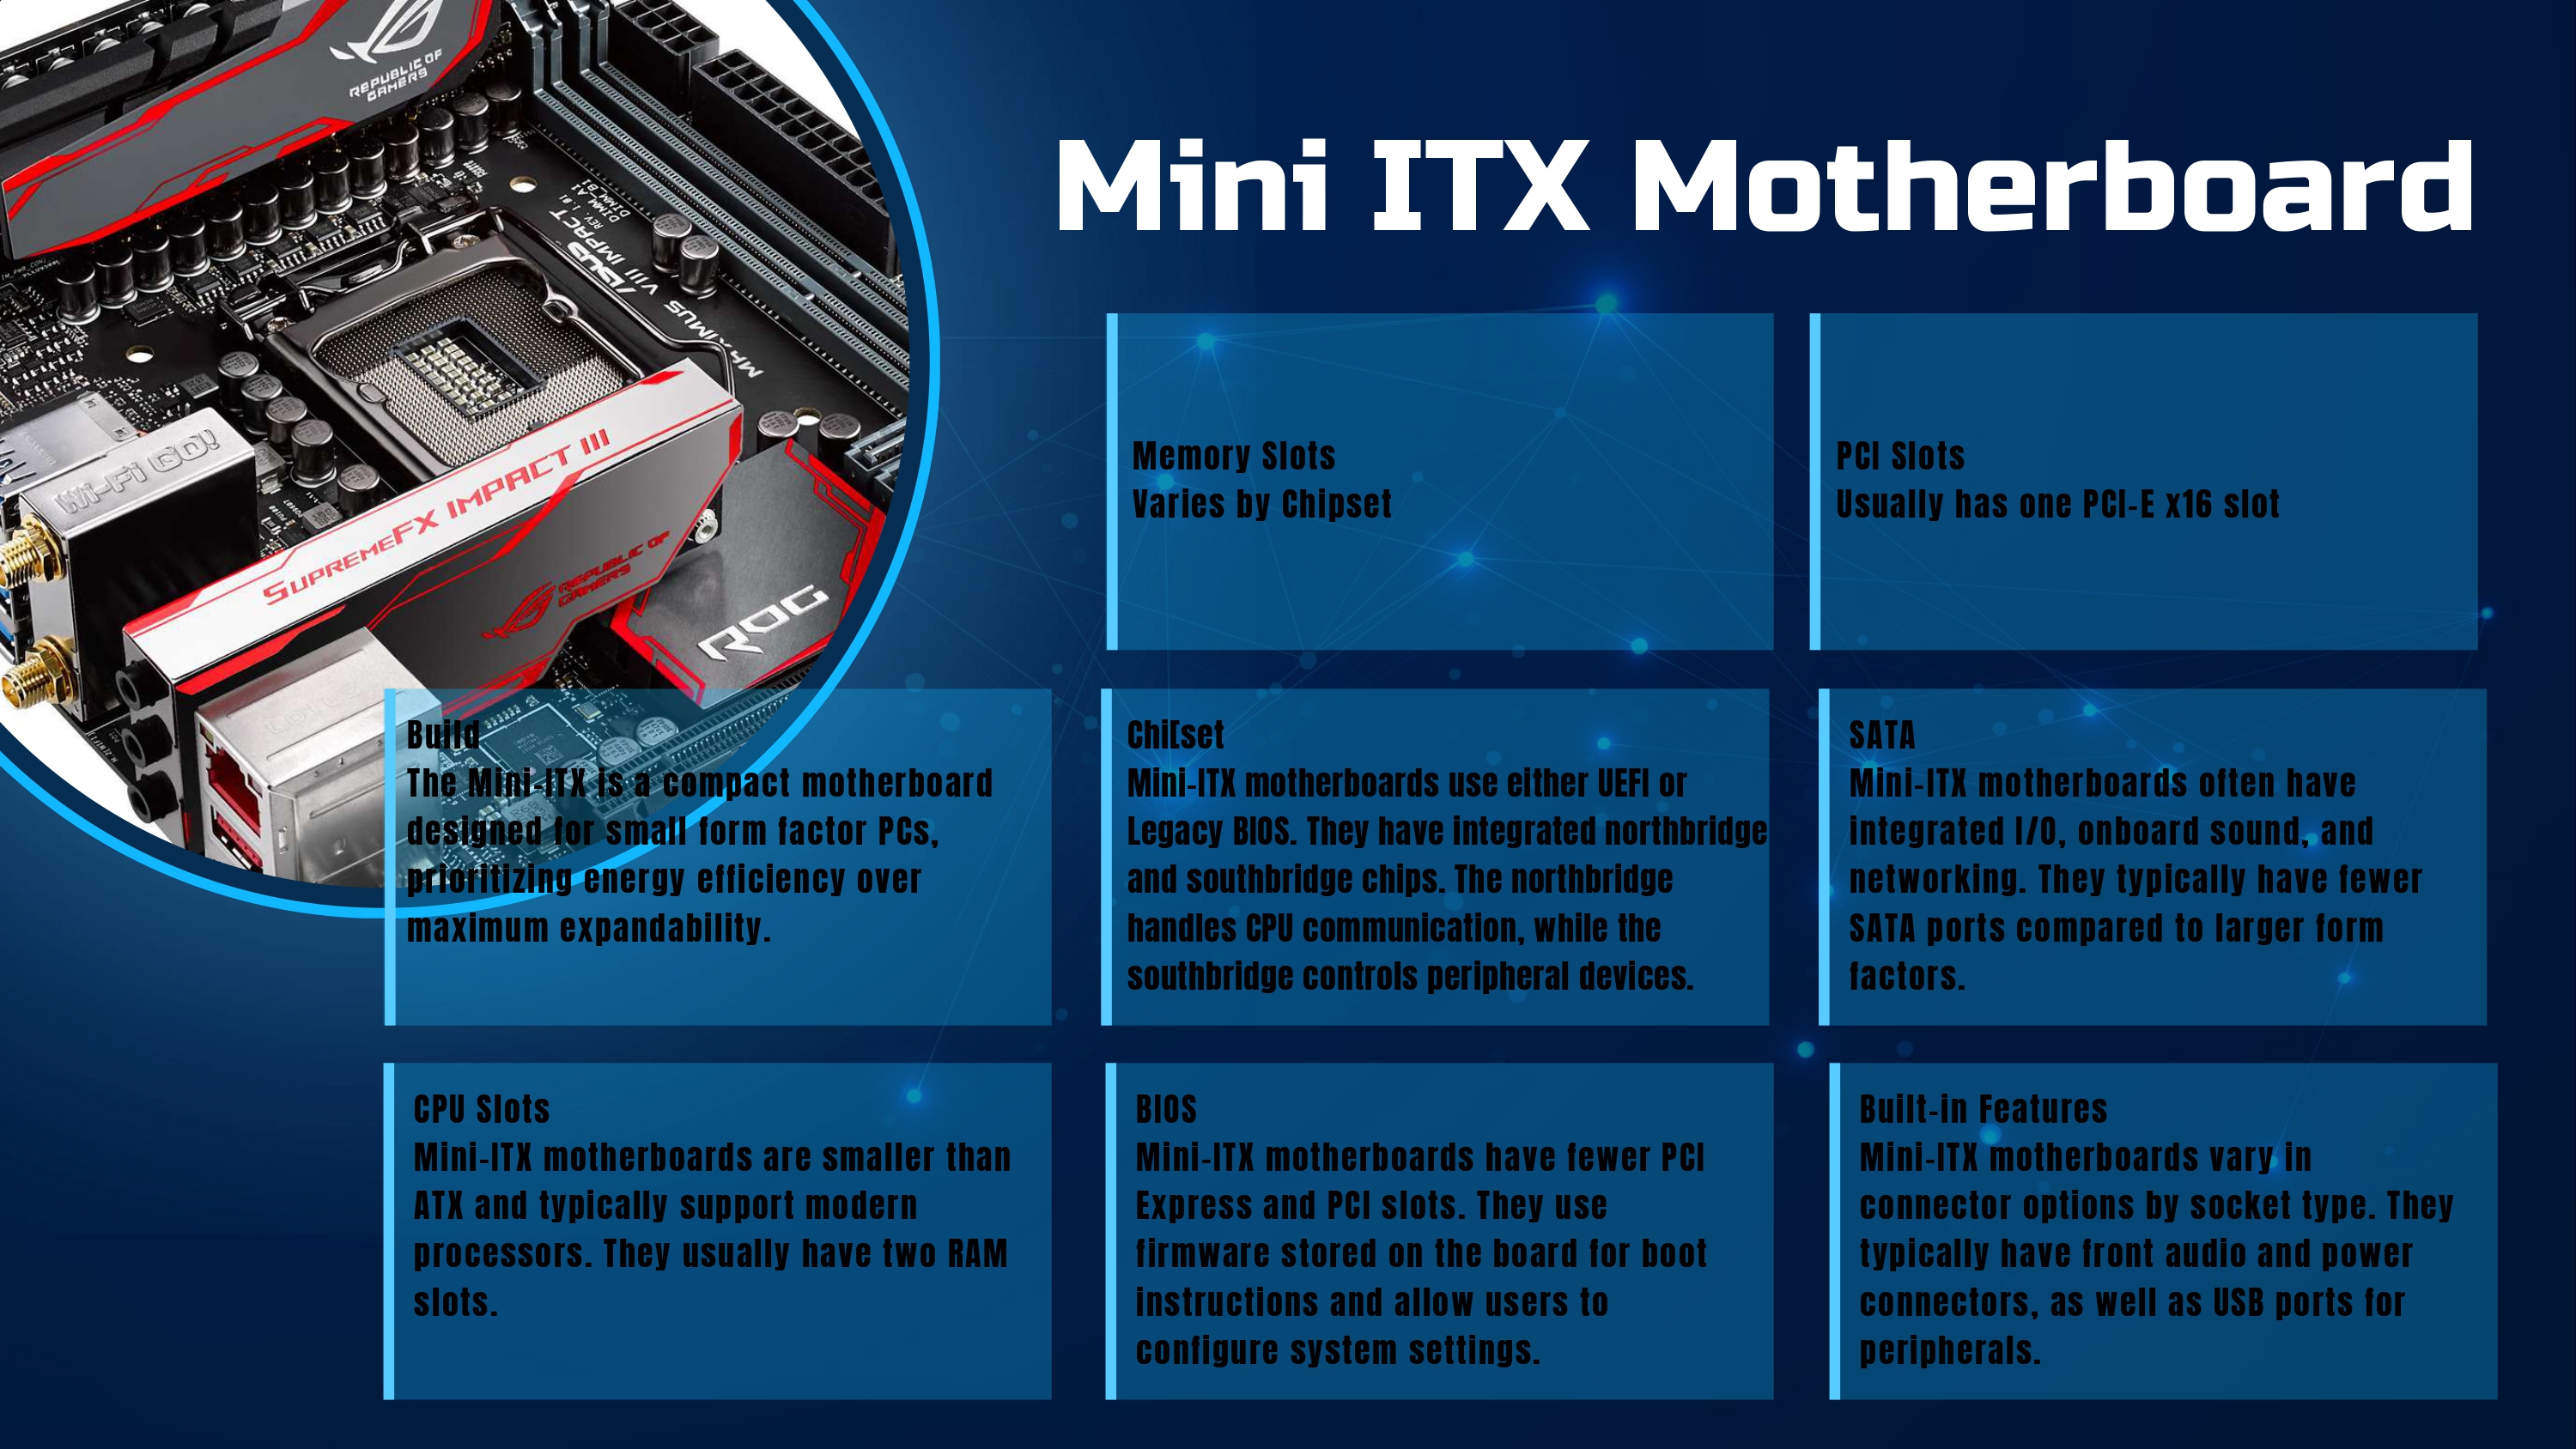 REPUBLIC OF
GAMERS
DIMM_A1
DIMM_B1
REV. 1.01
ASUS
MAXIMUS VIII IMPACT
Wi-Fi GO!
SUPREMEFX IMPACT III
REPUBLIC OF
GAMERS
ROG
Mini ITX Motherboard
Memory Slots
Varies by Chipset
PCI Slots
Usually has one PCI-E x16 slot
Build
The Mini-ITX is a compact motherboard
designed for small form factor PCs,
prioritizing energy efficiency over
maximum expandability.
Chi[set
Mini-ITX motherboards use either UEFI or
Legacy BIOS. They have integrated northbridge
and southbridge chips. The northbridge
handles CPU communication, while the
southbridge controls peripheral devices.
SATA
Mini-ITX motherboards often have
integrated I/O, onboard sound, and
networking. They typically have fewer
SATA ports compared to larger form
factors.
CPU Slots
Mini-ITX motherboards are smaller than
ATX and typically support modern
processors. They usually have two RAM
slots.
BIOS
Mini-ITX motherboards have fewer PCI
Express and PCI slots. They use
firmware stored on the board for boot
instructions and allow users to
configure system settings.
Built-in Features
Mini-ITX motherboards vary in
connector options by socket type. They
typically have front audio and power
connectors, as well as USB ports for
peripherals.